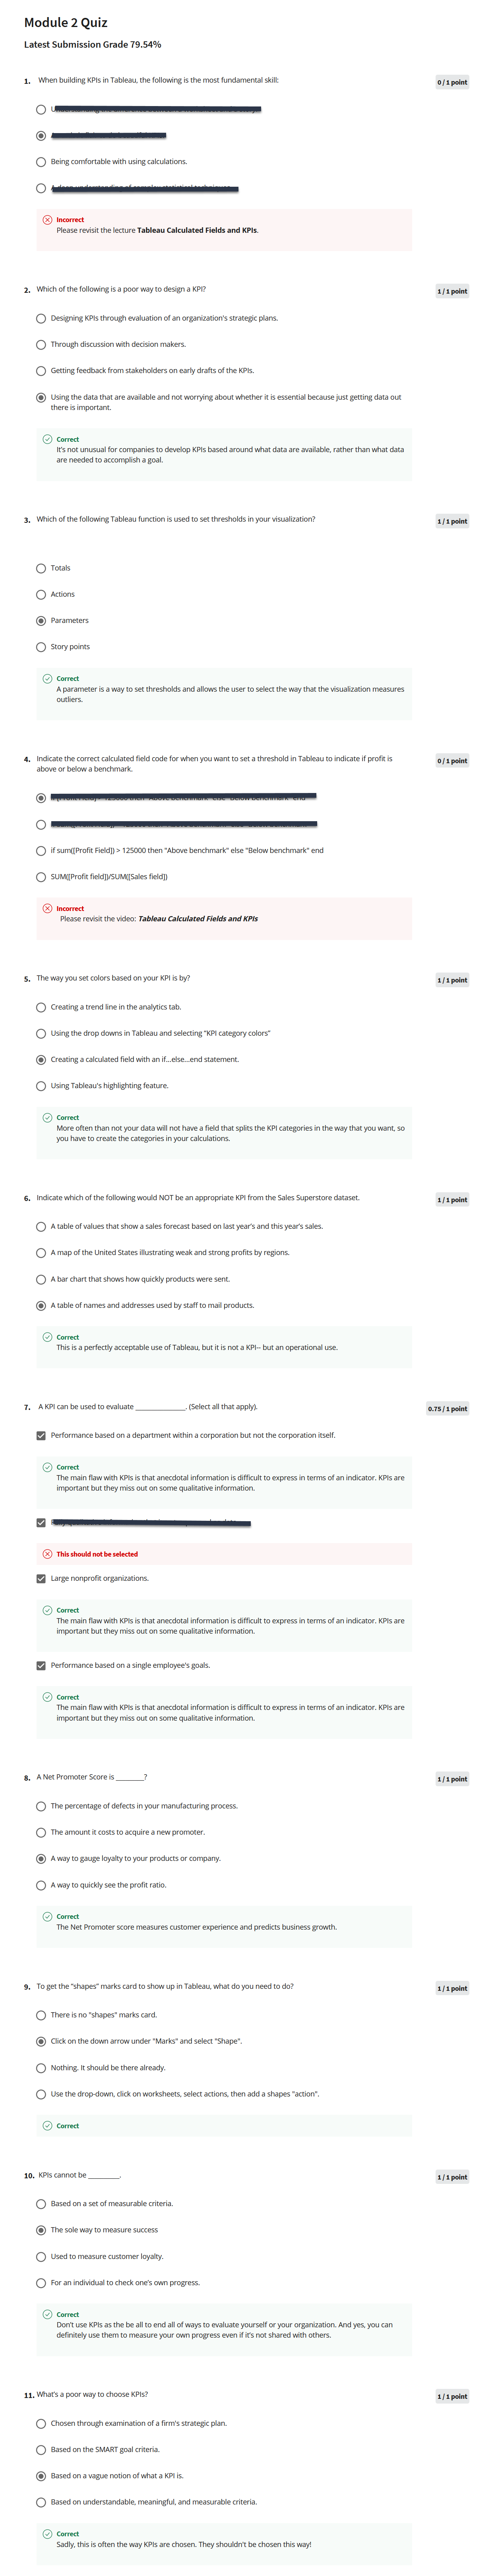 Module 2 Quiz
Latest Submission Grade 79.54%
1. When building KPIs in Tableau, the following is the most fundamental skill:
0 / 1 point
Being comfortable with using calculations.
Incorrect
Please revisit the lecture Tableau Calculated Fields and KPIs.
2. Which of the following is a poor way to design a KPI?
1 / 1 point
Designing KPIs through evaluation of an organization's strategic plans.
Through discussion with decision makers.
Getting feedback from stakeholders on early drafts of the KPIs.
Using the data that are available and not worrying about whether it is essential because just getting data out
there is important.
Correct
It's not unusual for companies to develop KPIs based around what data are available, rather than what data
are needed to accomplish a goal.
3. Which of the following Tableau function is used to set thresholds in your visualization?
1 / 1 point
Totals
Actions
Parameters
Story points
Correct
A parameter is a way to set thresholds and allows the user to select the way that the visualization measures
outliers.
4. Indicate the correct calculated field code for when you want to set a threshold in Tableau to indicate if profit is
above or below a benchmark.
0 / 1 point
if sum([Profit Field]) > 125000 then "Above benchmark" else "Below benchmark" end
SUM([Profit field])/SUM([Sales field])
Incorrect
Please revisit the video: Tableau Calculated Fields and KPIs
5. The way you set colors based on your KPI is by?
1 / 1 point
Creating a trend line in the analytics tab.
Using the drop downs in Tableau and selecting “KPI category colors”
Creating a calculated field with an if...else...end statement.
Using Tableau's highlighting feature.
Correct
More often than not your data will not have a field that splits the KPI categories in the way that you want, so
you have to create the categories in your calculations.
6. Indicate which of the following would NOT be an appropriate KPI from the Sales Superstore dataset.
1 / 1 point
A table of values that show a sales forecast based on last year's and this year's sales.
A map of the United States illustrating weak and strong profits by regions.
A bar chart that shows how quickly products were sent.
A table of names and addresses used by staff to mail products.
Correct
This is a perfectly acceptable use of Tableau, but it is not a KPI-- but an operational use.
7. A KPI can be used to evaluate ______________. (Select all that apply).
0.75 / 1 point
Performance based on a department within a corporation but not the corporation itself.
Correct
The main flaw with KPIs is that anecdotal information is difficult to express in terms of an indicator. KPIs are
important but they miss out on some qualitative information.
This should not be selected
Large nonprofit organizations.
Correct
The main flaw with KPIs is that anecdotal information is difficult to express in terms of an indicator. KPIs are
important but they miss out on some qualitative information.
Performance based on a single employee's goals.
Correct
The main flaw with KPIs is that anecdotal information is difficult to express in terms of an indicator. KPIs are
important but they miss out on some qualitative information.
8. A Net Promoter Score is ________?
1 / 1 point
The percentage of defects in your manufacturing process.
The amount it costs to acquire a new promoter.
A way to gauge loyalty to your products or company.
A way to quickly see the profit ratio.
Correct
The Net Promoter score measures customer experience and predicts business growth.
9. To get the “shapes” marks card to show up in Tableau, what do you need to do?
1 / 1 point
There is no "shapes" marks card.
Click on the down arrow under "Marks" and select "Shape".
Nothing. It should be there already.
Use the drop-down, click on worksheets, select actions, then add a shapes "action".
Correct
10. KPIs cannot be _________.
1 / 1 point
Based on a set of measurable criteria.
The sole way to measure success
Used to measure customer loyalty.
For an individual to check one's own progress.
Correct
Don't use KPIs as the be all to end all of ways to evaluate yourself or your organization. And yes, you can
definitely use them to measure your own progress even if it's not shared with others.
11. What's a poor way to choose KPIs?
1 / 1 point
Chosen through examination of a firm's strategic plan.
Based on the SMART goal criteria.
Based on a vague notion of what a KPI is.
Based on understandable, meaningful, and measurable criteria.
Correct
Sadly, this is often the way KPIs are chosen. They shouldn't be chosen this way!